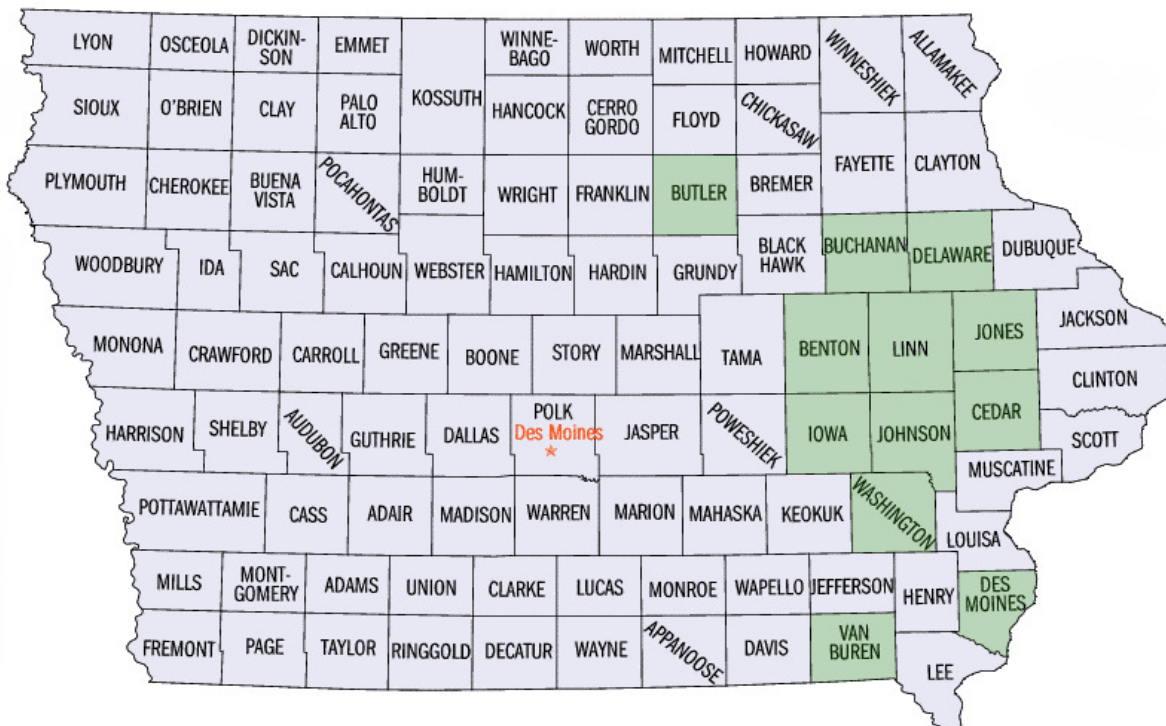 LYON
OSCEOLA
DICKIN-
SON
EMMET
KOSSUTH
WINNE-
BAGO
WORTH
MITCHELL
HOWARD
WINNESHIEK
ALLAMAKEE
SIOUX
O'BRIEN
CLAY
PALO
ALTO
HANCOCK
CERRO
GORDO
FLOYD
CHICKASAW
FAYETTE
CLAYTON
PLYMOUTH
CHEROKEE
BUENA
VISTA
POCAHONTAS
HUM-
BOLDT
WRIGHT
FRANKLIN
BUTLER
BREMER
WOODBURY
IDA
SAC
CALHOUN
WEBSTER
HAMILTON
HARDIN
GRUNDY
BLACK
HAWK
BUCHANAN
DELAWARE
DUBUQUE
MONONA
CRAWFORD
CARROLL
GREENE
BOONE
STORY
MARSHALL
TAMA
BENTON
LINN
JONES
JACKSON
CLINTON
HARRISON
SHELBY
AUDUBON
GUTHRIE
DALLAS
POLK
Des Moines
JASPER
POWESHIEK
IOWA
JOHNSON
CEDAR
SCOTT
MUSCATINE
POTTAWATTAMIE
CASS
ADAIR
MADISON
WARREN
MARION
MAHASKA
KEOKUK
WASHINGTON
LOUISA
MILLS
MONT-
GOMERY
ADAMS
UNION
CLARKE
LUCAS
MONROE
WAPELLO
JEFFERSON
HENRY
DES
MOINES
FREMONT
PAGE
TAYLOR
RINGGOLD
DECATUR
WAYNE
APPANOOSE
DAVIS
VAN
BUREN
LEE